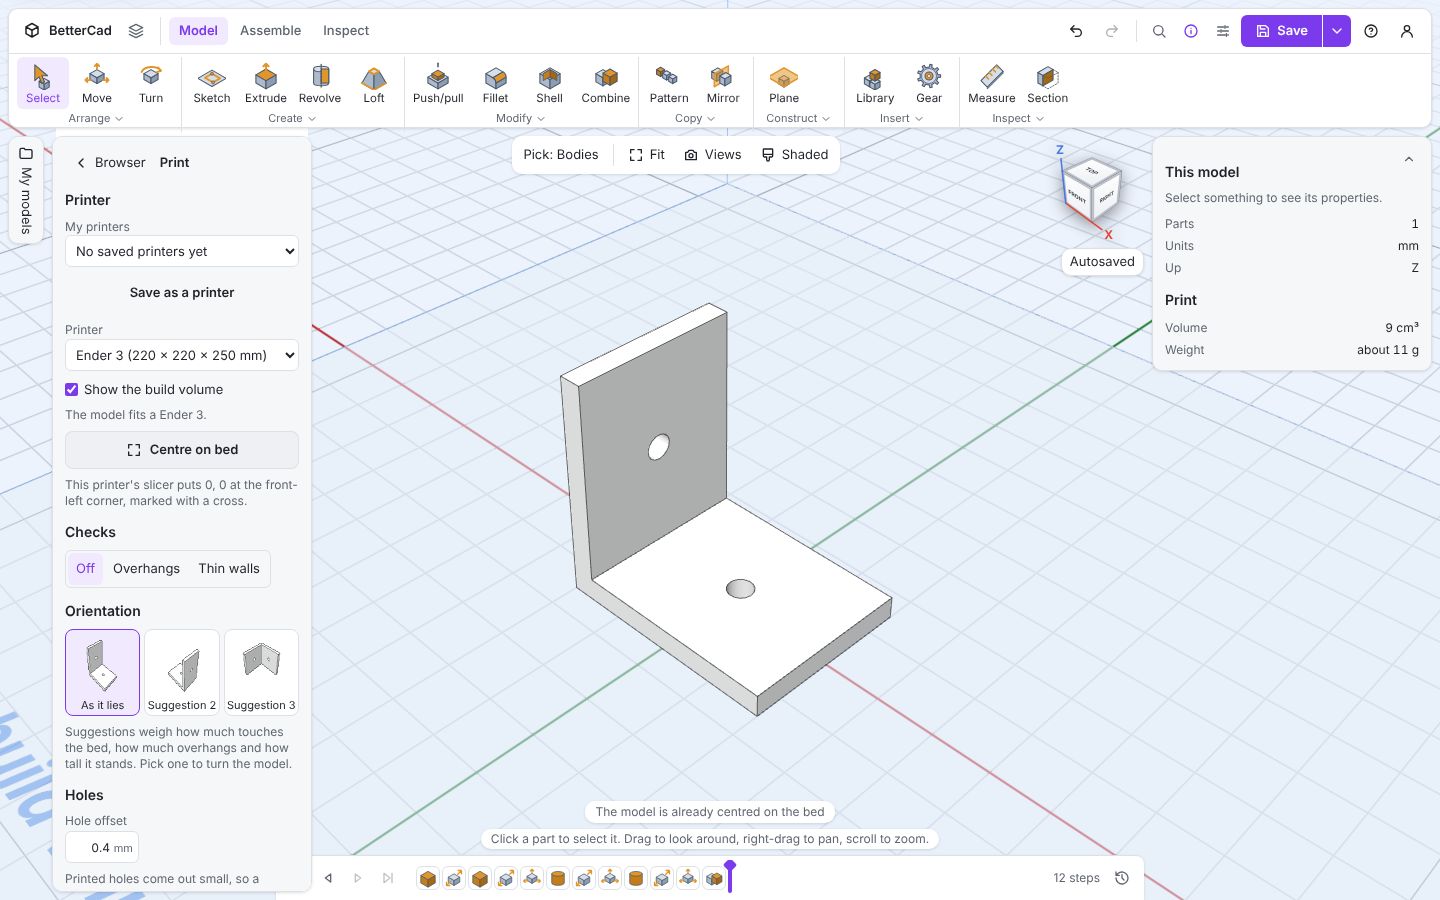 BetterCad
Model
Assemble
Inspect
Save
Select
Move
Turn
Sketch
Extrude
Revolve
Loft
Push/pull
Fillet
Shell
Combine
Pattern
Mirror
Plane
Library
Gear
Measure
Section
Arrange
Create
Modify
Copy
Construct
Insert
Inspect
My models
Browser
Print
Printer
My printers
No saved printers yet
Save as a printer
Printer
Ender 3 (220 × 220 × 250 mm)
Show the build volume
The model fits a Ender 3.
Centre on bed
This printer's slicer puts 0, 0 at the front-
left corner, marked with a cross.
Checks
Off
Overhangs
Thin walls
Orientation
As it lies
Suggestion 2
Suggestion 3
Suggestions weigh how much touches
the bed, how much overhangs and how
tall it stands. Pick one to turn the model.
Holes
Hole offset
0.4 mm
Printed holes come out small, so a
Pick: Bodies
Fit
Views
Shaded
Z
TOP
FRONT
RIGHT
X
Autosaved
This model
Select something to see its properties.
Parts 1
Units mm
Up Z
Print
Volume 9 cm³
Weight about 11 g
The model is already centred on the bed
Click a part to select it. Drag to look around, right-drag to pan, scroll to zoom.
12 steps